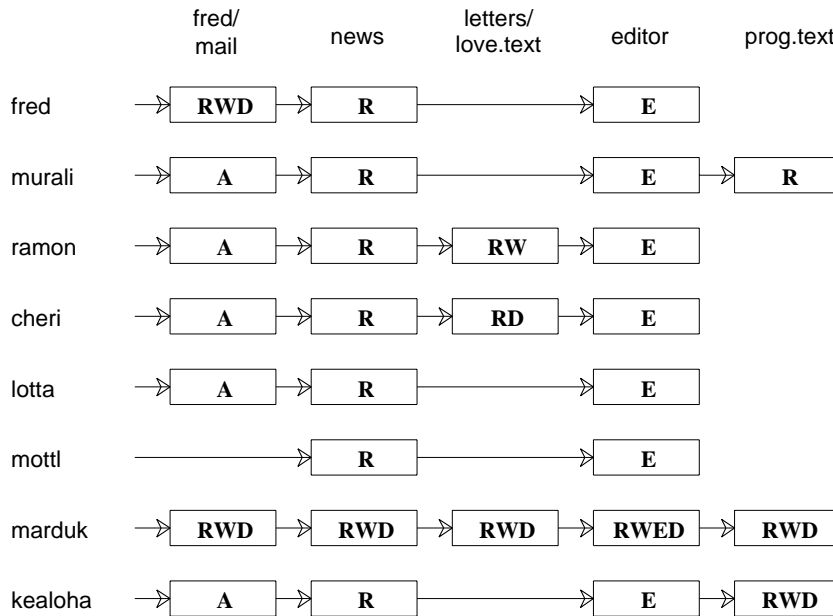 fred/ mail news letters/ love.text editor prog.text
fred RWD R E
murali A R E R
ramon A R RW E
cheri A R RD E
lotta A R E
mottl R E
marduk RWD RWD RWD RWED RWD
kealoha A R E RWD